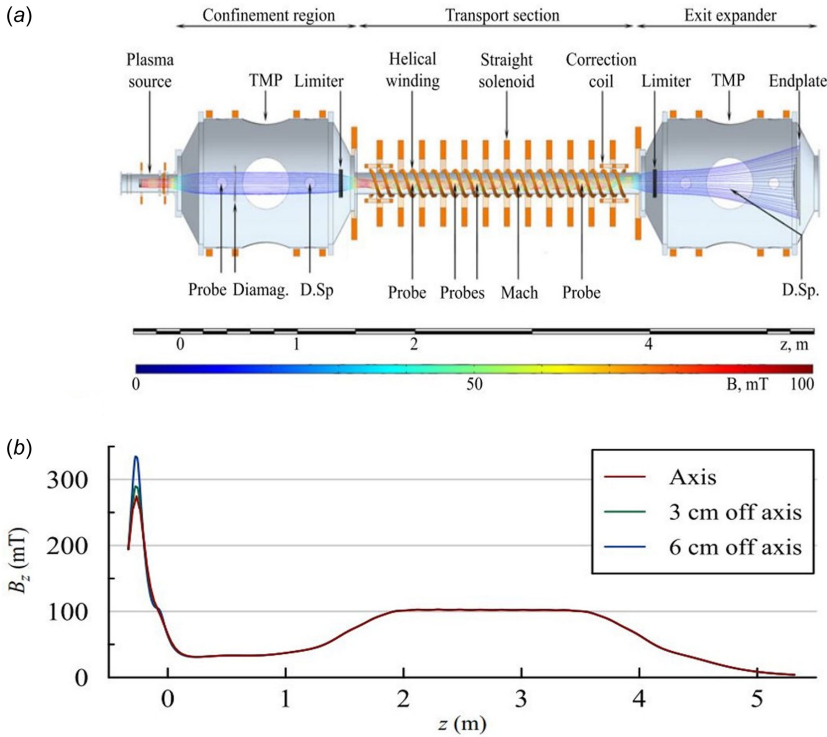 (a)
Confinement region Transport section Exit expander
Plasma source TMP Limiter Helical winding Straight solenoid Correction coil Limiter TMP Endplate
Probe Diamag. D.Sp Probe Probes Mach Probe D.Sp.
0 1 2 4 z, m
0 50 B, mT 100
(b)
300
200
100
0
B_z (mT)
Axis
3 cm off axis
6 cm off axis
0 1 2 3 4 5
z (m)